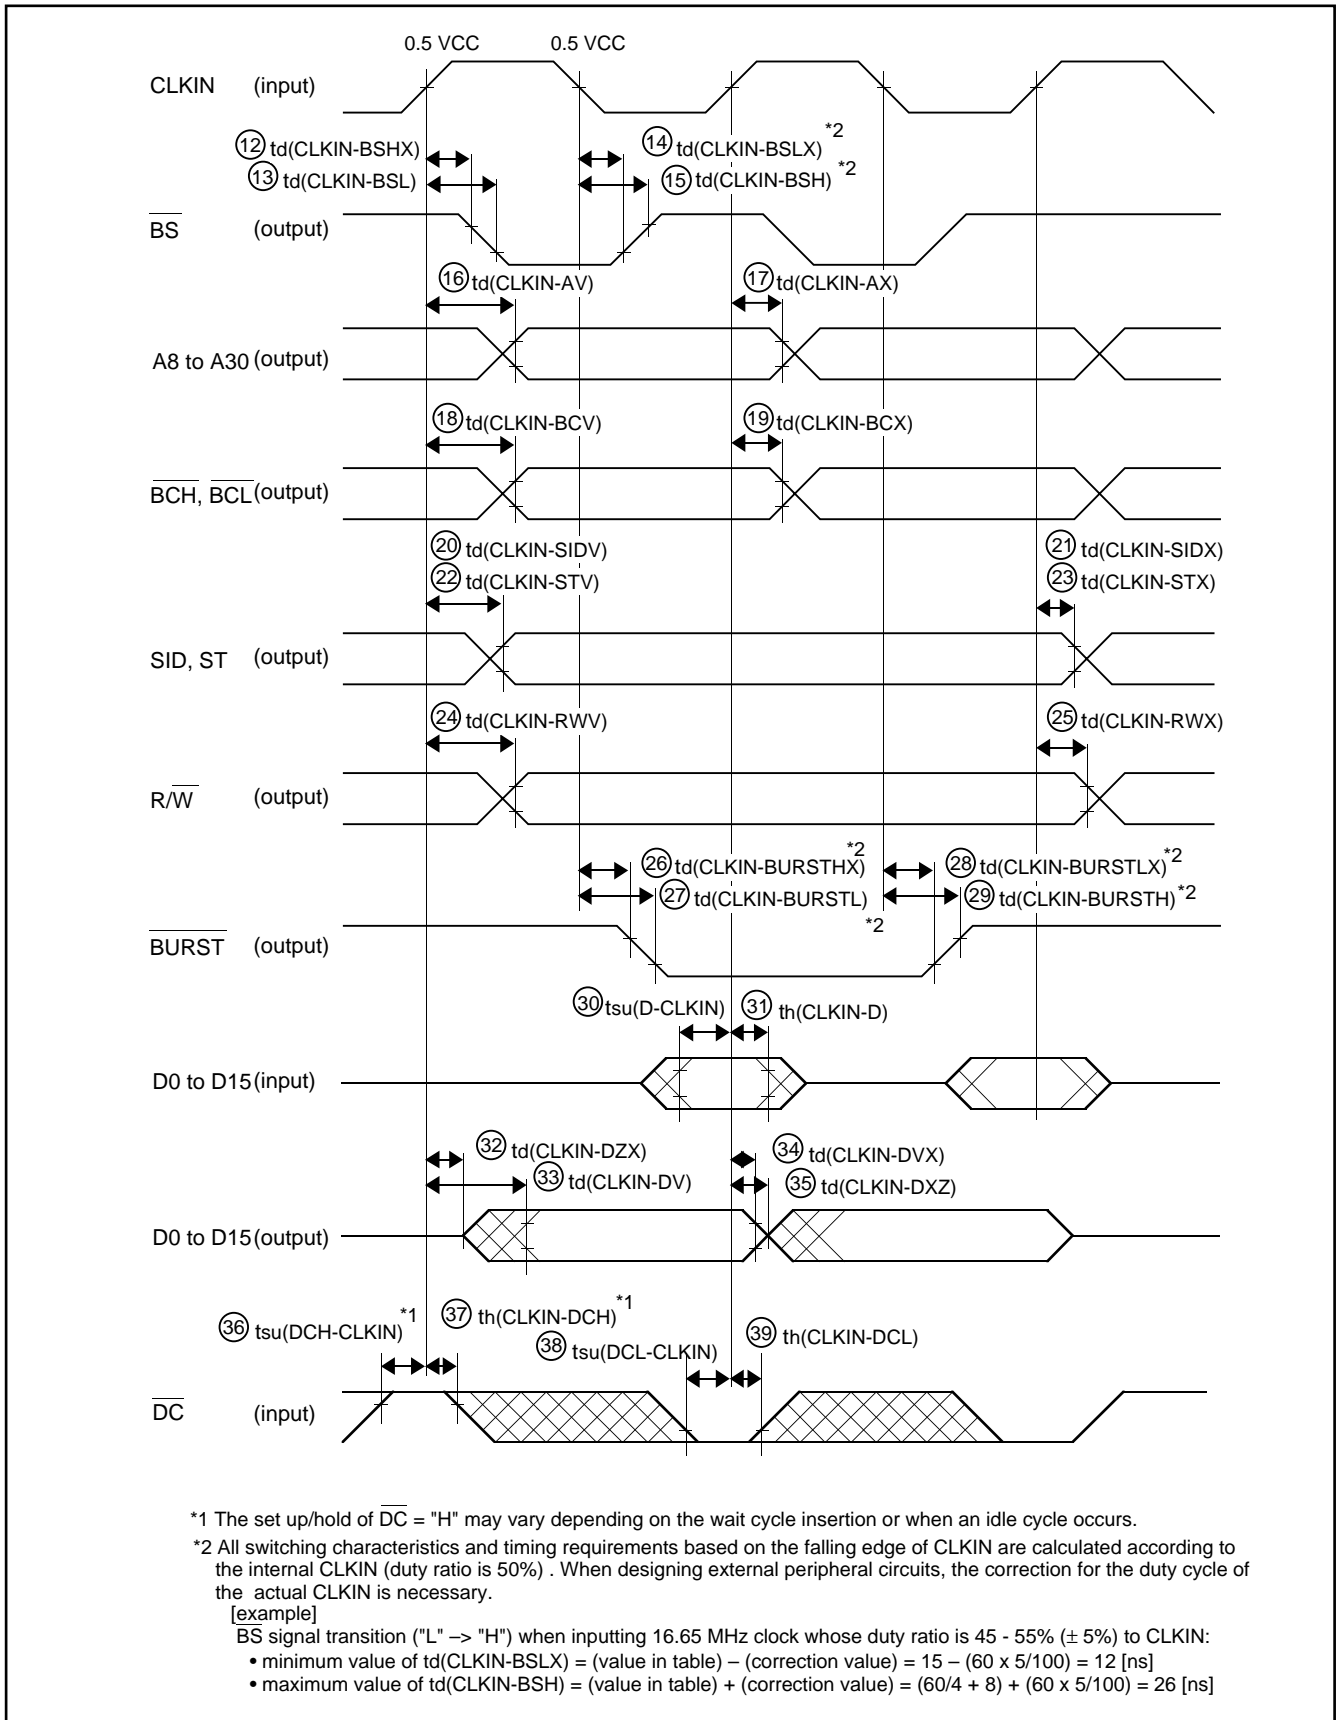 0.5 VCC 0.5 VCC
CLKIN (input)
12 td(CLKIN-BSHX) 14 td(CLKIN-BSLX) *2
13 td(CLKIN-BSL) 15 td(CLKIN-BSH) *2
BS (output)
16 td(CLKIN-AV) 17 td(CLKIN-AX)
A8 to A30 (output)
18 td(CLKIN-BCV) 19 td(CLKIN-BCX)
BCH, BCL (output)
20 td(CLKIN-SIDV) 21 td(CLKIN-SIDX)
22 td(CLKIN-STV) 23 td(CLKIN-STX)
SID, ST (output)
24 td(CLKIN-RWV) 25 td(CLKIN-RWX)
R/W (output)
26 td(CLKIN-BURSTHX) *2 28 td(CLKIN-BURSTLX) *2
27 td(CLKIN-BURSTL) *2 29 td(CLKIN-BURSTH) *2
BURST (output)
30 tsu(D-CLKIN) 31 th(CLKIN-D)
D0 to D15 (input)
32 td(CLKIN-DZX) 34 td(CLKIN-DVX)
33 td(CLKIN-DV) 35 td(CLKIN-DXZ)
D0 to D15 (output)
36 tsu(DCH-CLKIN) *1 37 th(CLKIN-DCH) *1
38 tsu(DCL-CLKIN) 39 th(CLKIN-DCL)
DC (input)
*1 The set up/hold of DC = "H" may vary depending on the wait cycle insertion or when an idle cycle occurs.
*2 All switching characteristics and timing requirements based on the falling edge of CLKIN are calculated according to
the internal CLKIN (duty ratio is 50%) . When designing external peripheral circuits, the correction for the duty cycle of
the actual CLKIN is necessary.
[example]
BS signal transition ("L" –> "H") when inputting 16.65 MHz clock whose duty ratio is 45 - 55% (± 5%) to CLKIN:
• minimum value of td(CLKIN-BSLX) = (value in table) – (correction value) = 15 – (60 x 5/100) = 12 [ns]
• maximum value of td(CLKIN-BSH) = (value in table) + (correction value) = (60/4 + 8) + (60 x 5/100) = 26 [ns]